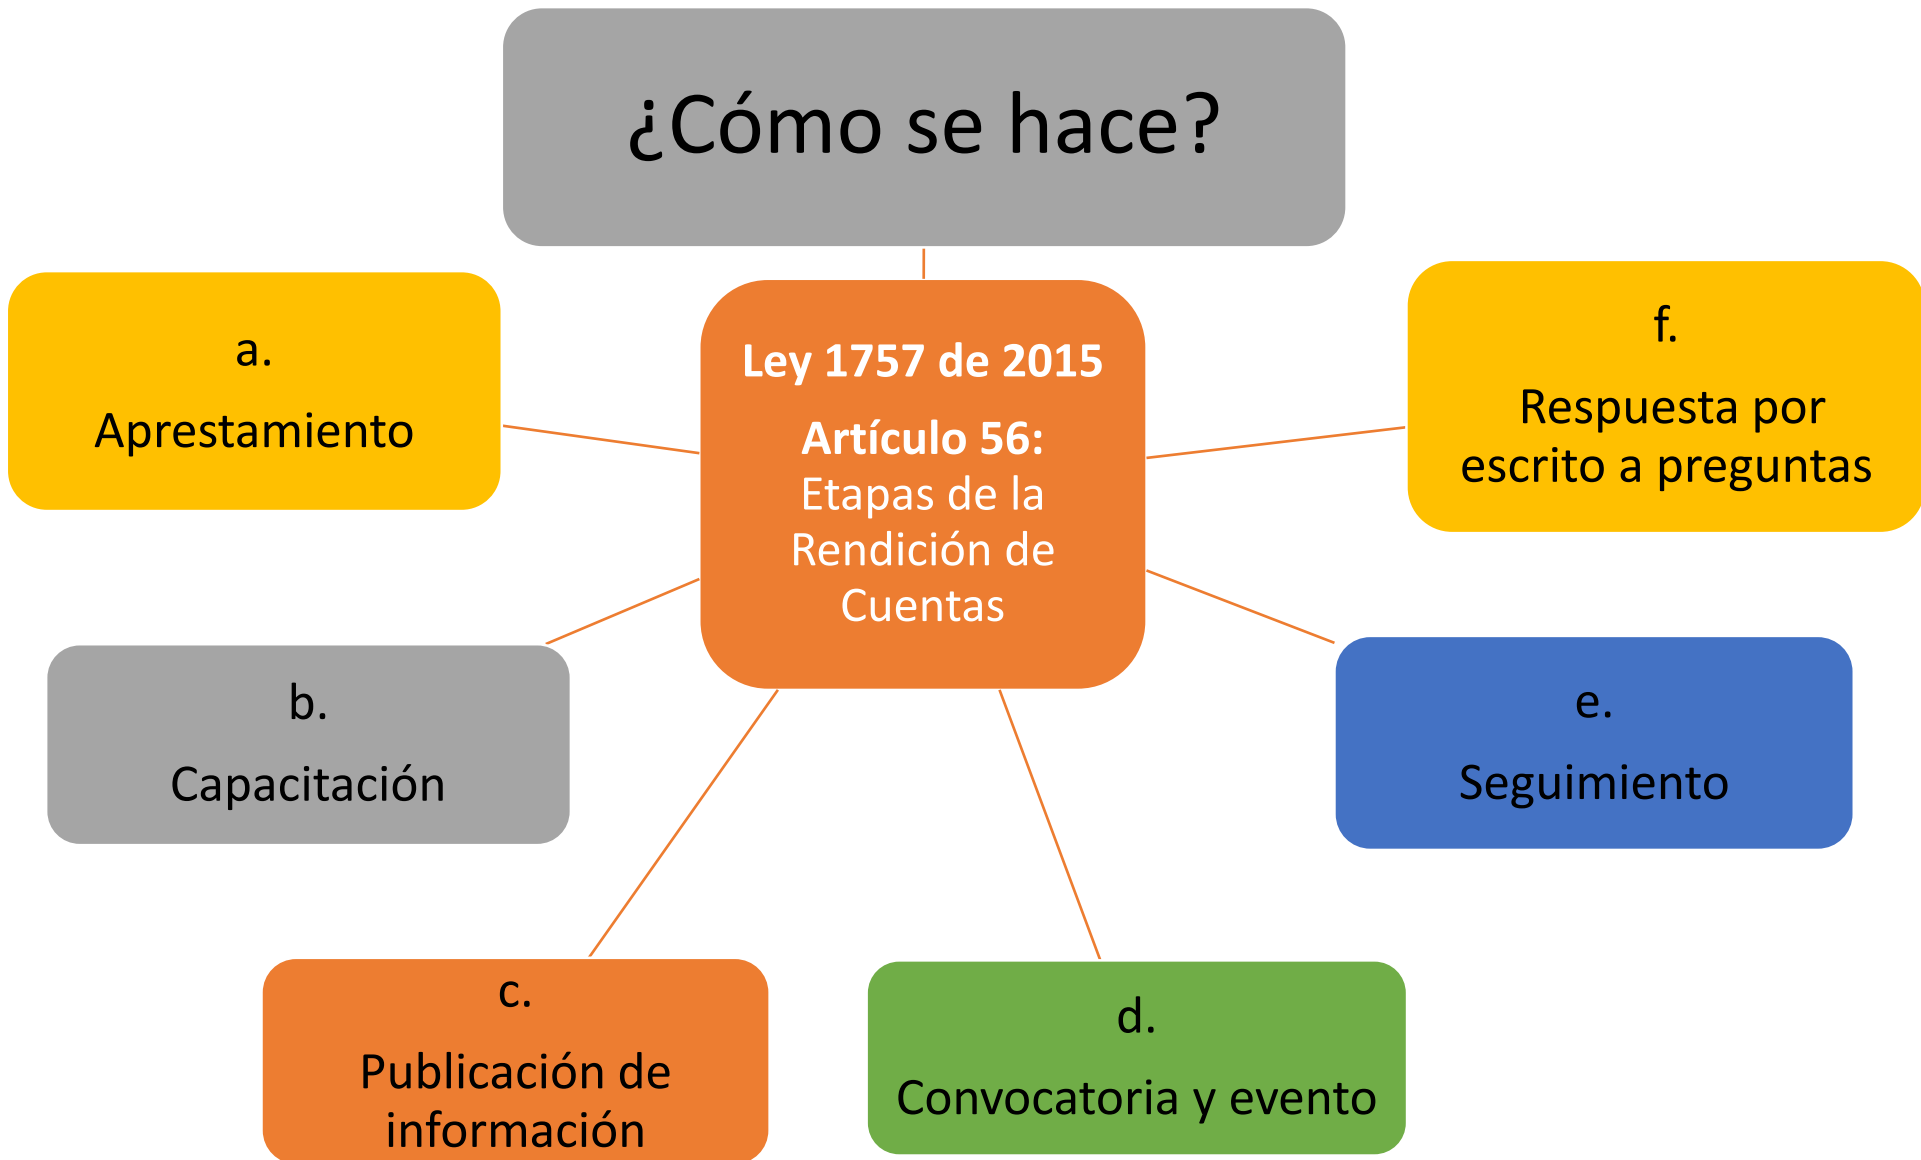 ¿Cómo se hace?
Ley 1757 de 2015
Artículo 56:
Etapas de la
Rendición de
Cuentas
a.
Aprestamiento
b.
Capacitación
c.
Publicación de
información
d.
Convocatoria y evento
e.
Seguimiento
f.
Respuesta por
escrito a preguntas